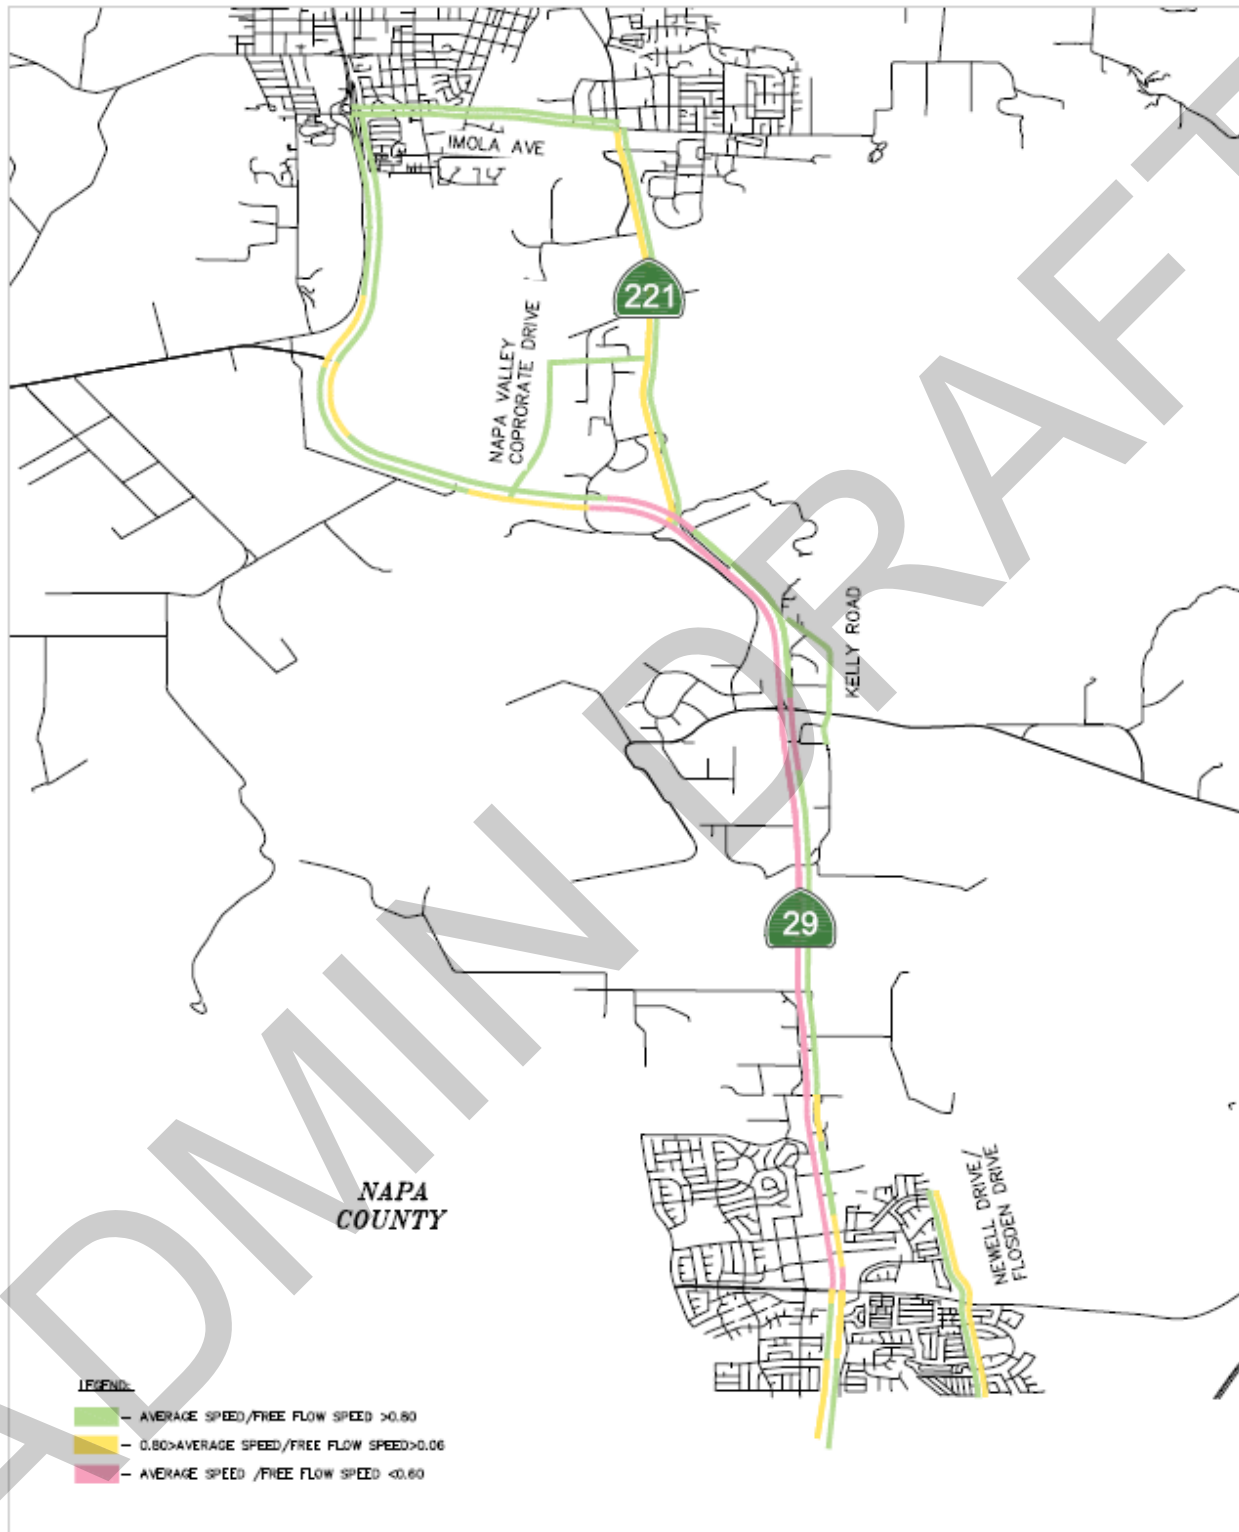 IMOLA AVE
221
NAPA VALLEY
COPRORATE DRIVE
KELLY ROAD
29
NEWELL DRIVE/
FLOSDEN DRIVE
NAPA
COUNTY
LEGEND:
– AVERAGE SPEED/FREE FLOW SPEED >0.80
– 0.80>AVERAGE SPEED/FREE FLOW SPEED>0.06
– AVERAGE SPEED /FREE FLOW SPEED <0.60
ADMIN DRAFT